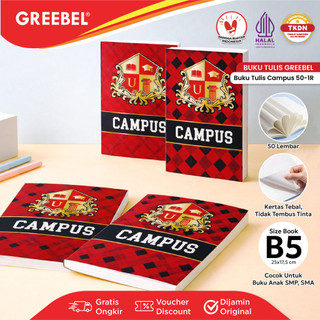 GREEBEL®
HALAL
INDONESIA
TKDN
BUKU TULIS GREEBEL
Buku Tulis Campus 50-1R
U
CAMPUS
U
CAMPUS
50 Lembar
Kertas Tebal,
Tidak Tembus Tinta
U
CAMPUS
U
CAMPUS
Size Book
B5
25x17,5 cm
Cocok Untuk
Buku Anak SMP, SMA
Gratis
Ongkir
Voucher
Discount
Dijamin
Original